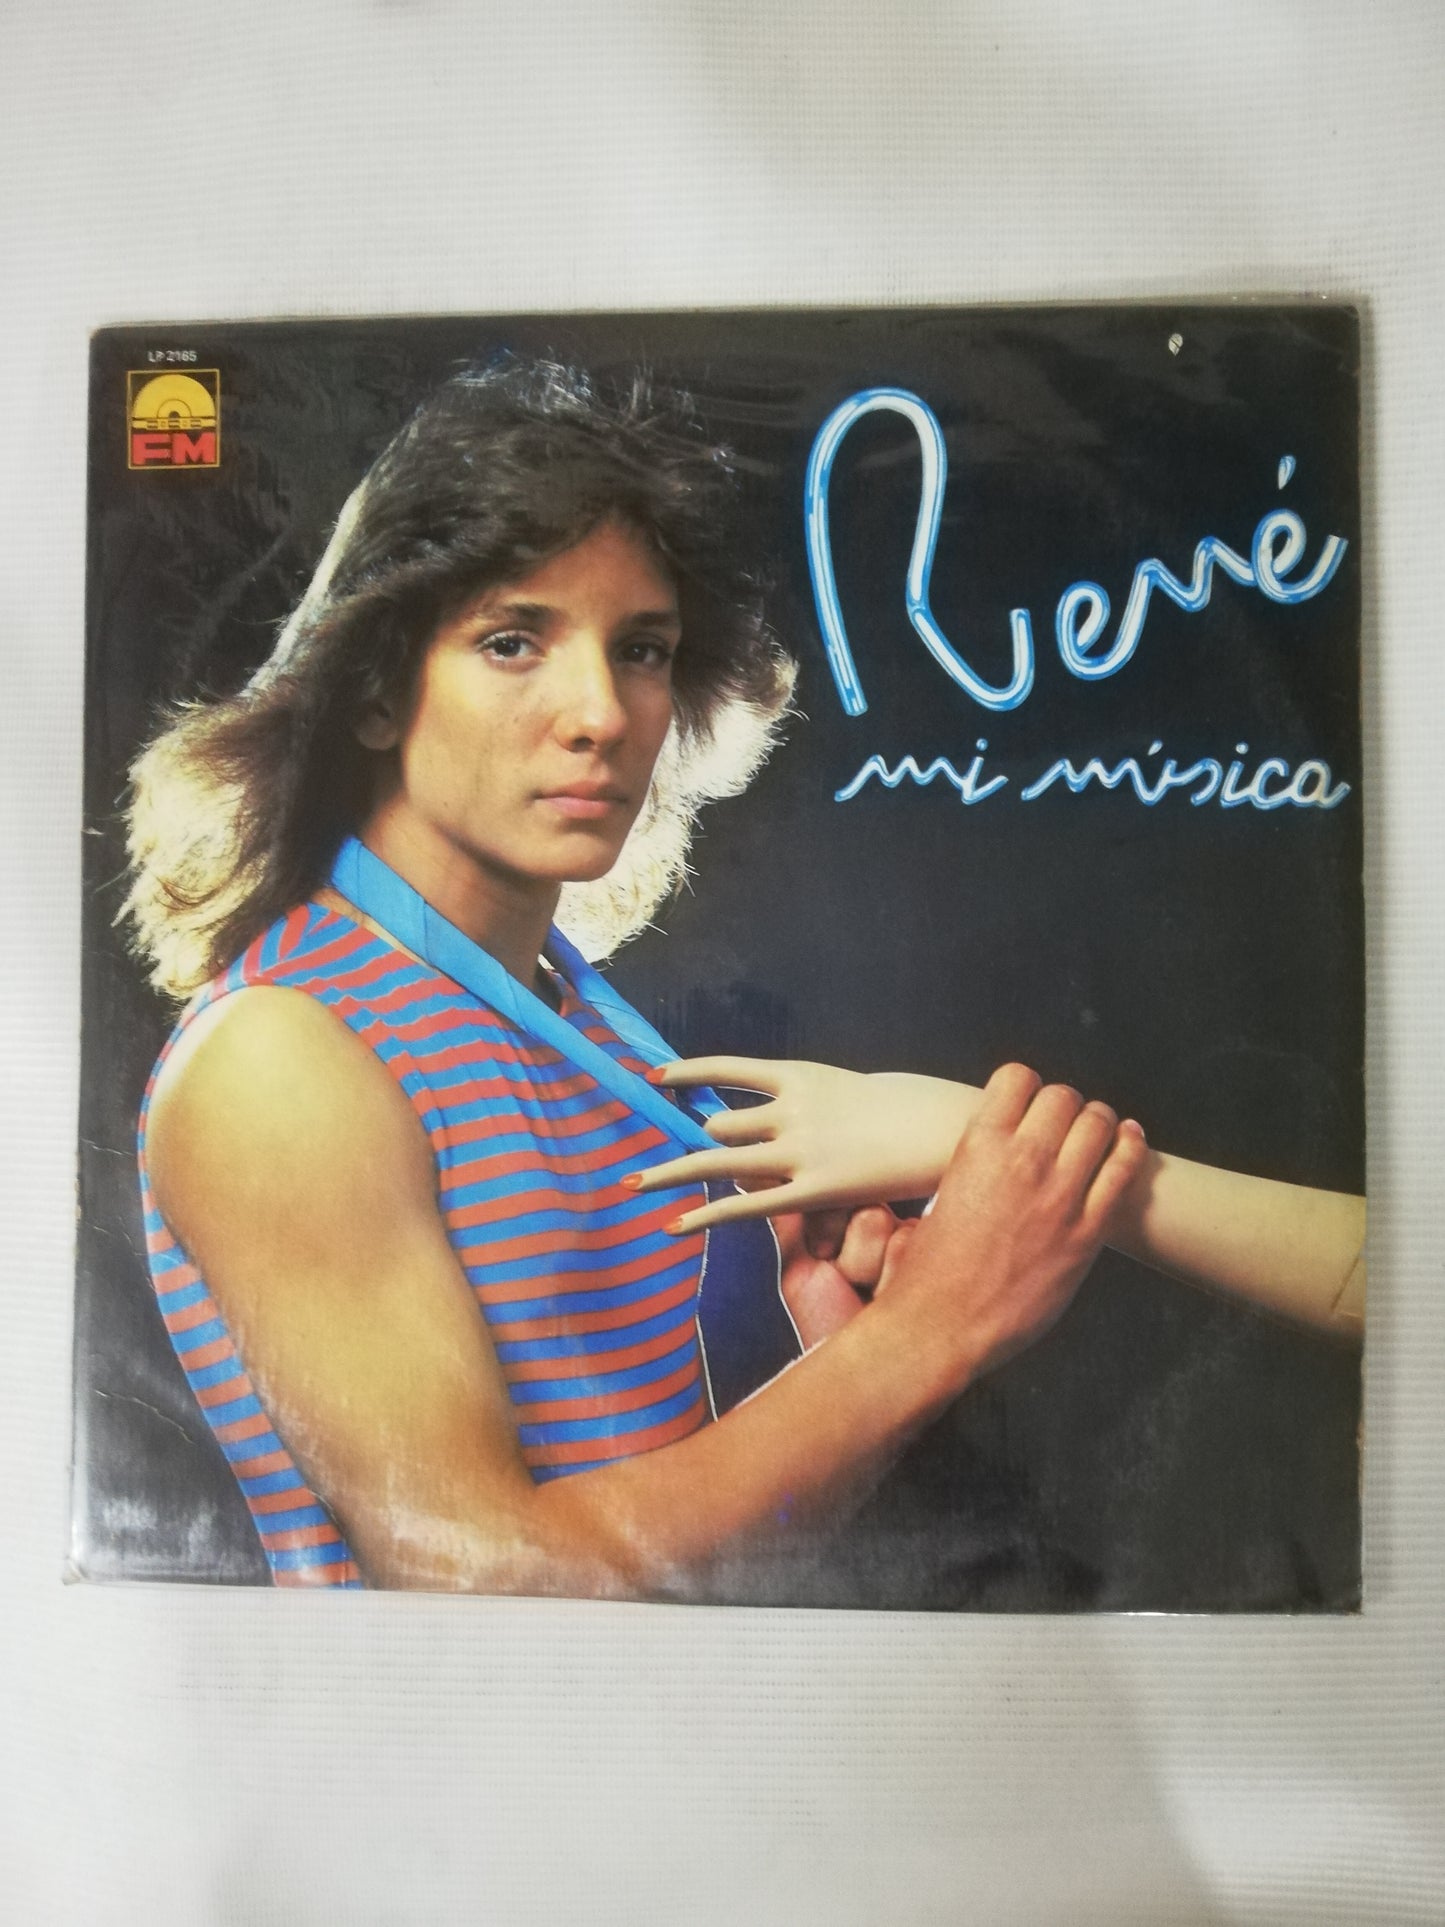 LP 2165
FM
René
mi música